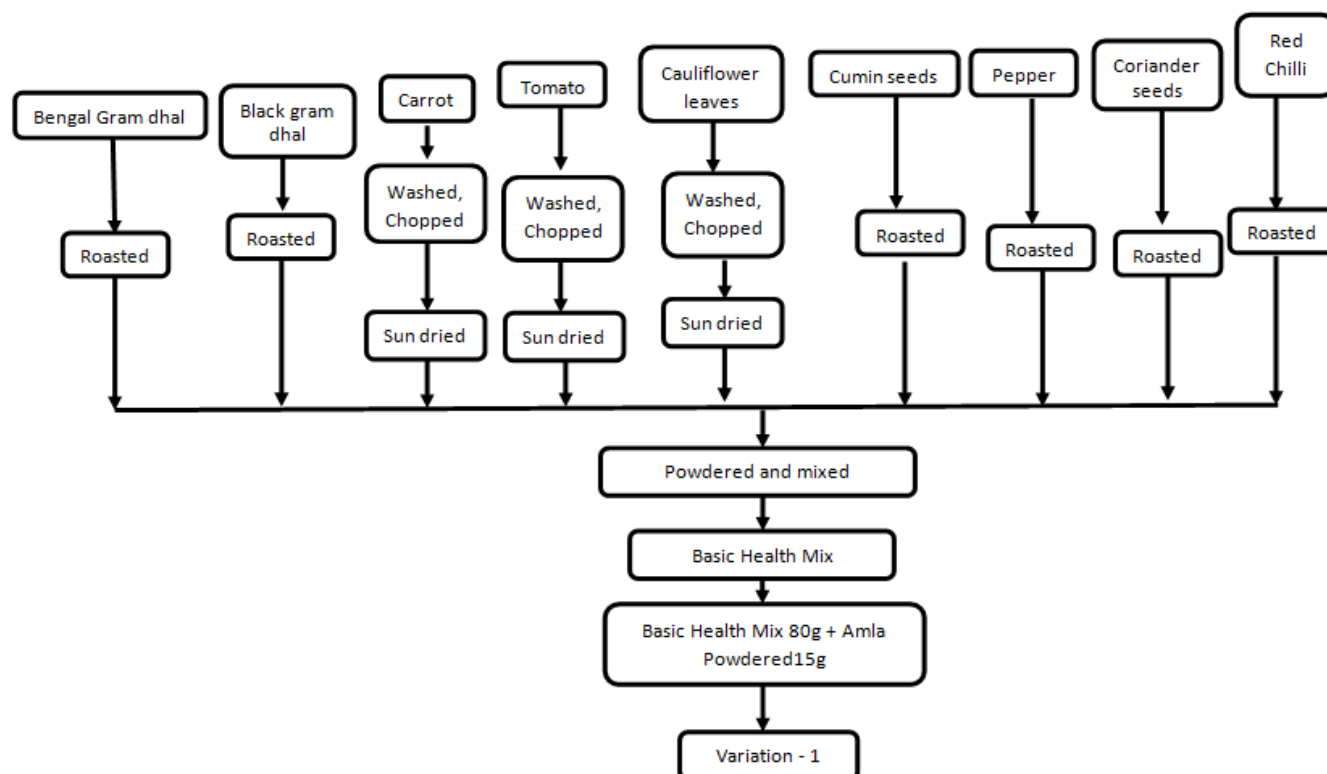 Bengal Gram dhal
Black gram
dhal
Carrot
Tomato
Cauliflower
leaves
Cumin seeds
Pepper
Coriander
seeds
Red
Chilli
Washed,
Chopped
Washed,
Chopped
Washed,
Chopped
Roasted
Roasted
Roasted
Roasted
Roasted
Roasted
Sun dried
Sun dried
Sun dried
Powdered and mixed
Basic Health Mix
Basic Health Mix 80g + Amla
Powdered15g
Variation - 1